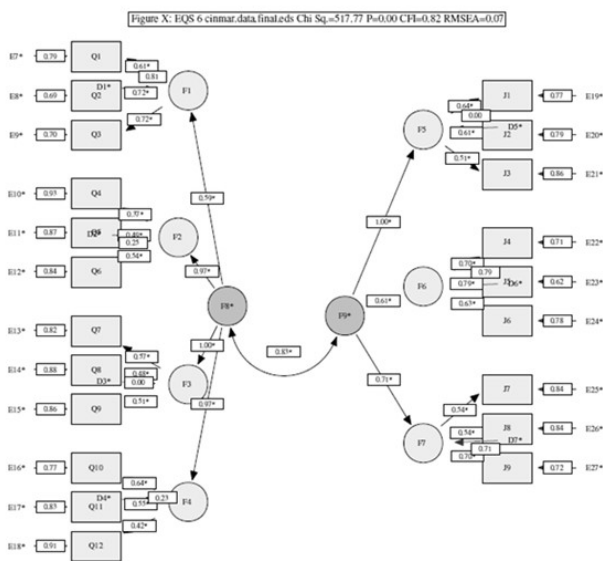 Figure X: EQS 6 cinmar.data.final.eds Chi Sq.=517.77 P=0.00 CFI=0.82 RMSEA=0.07
E7* 0.79 Q1 0.61* 0.81
E8* 0.69 Q2 D1* 0.72* F1
E9* 0.70 Q3 0.72*
E10* 0.93 Q4 0.37*
E11* 0.87 0.49* 0.25 F2
E12* 0.84 Q6 0.54*
E13* 0.82 Q7 0.57*
E14* 0.88 Q8 0.48*
D3* 0.00 F3
E15* 0.86 Q9 0.51*
E16* 0.77 Q10 0.64*
D4* 0.23 F4
E17* 0.83 Q11 0.55*
E18* 0.91 Q12 0.42*
0.59*
0.97*
F8*
1.00*
0.97*
0.83*
F9*
1.00*
0.61*
0.71*
F5 0.64* 0.00 J1 0.77 E19*
0.61* D5* J2 0.79 E20*
0.51* J3 0.86 E21*
F6 0.70* 0.79 J4 0.71 E22*
0.79* D6* 0.62 E23*
0.63* J6 0.78 E24*
F7 0.54* J7 0.84 E25*
0.54* D7* 0.71 J8 0.84 E26*
0.70* J9 0.72 E27*